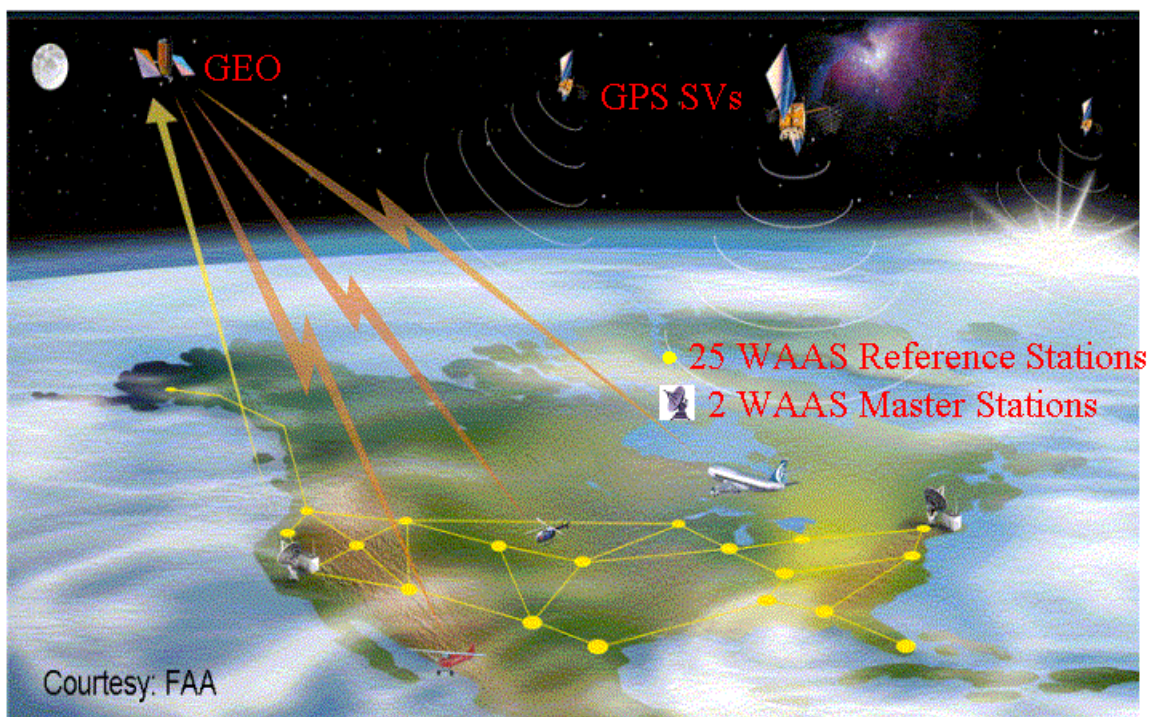 GEO
GPS SVs
25 WAAS Reference Stations
2 WAAS Master Stations
Courtesy: FAA